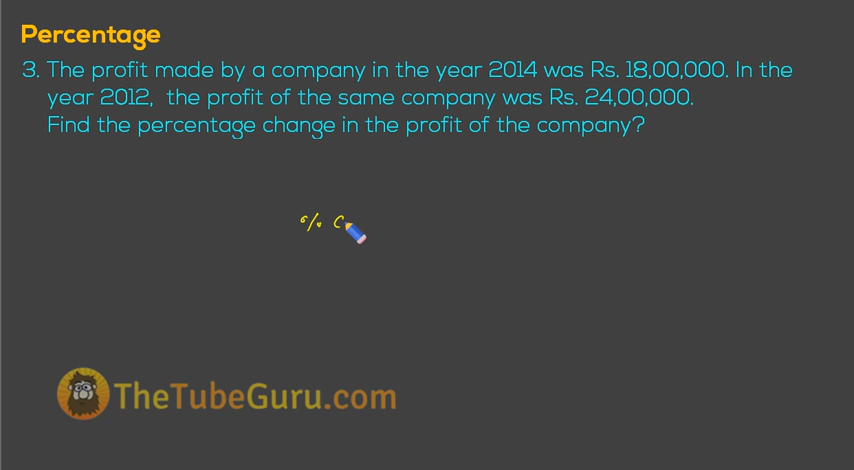 Percentage
3. The profit made by a company in the year 2014 was Rs. 18,00,000. In the
year 2012, the profit of the same company was Rs. 24,00,000.
Find the percentage change in the profit of the company?
% C
TheTubeGuru.com